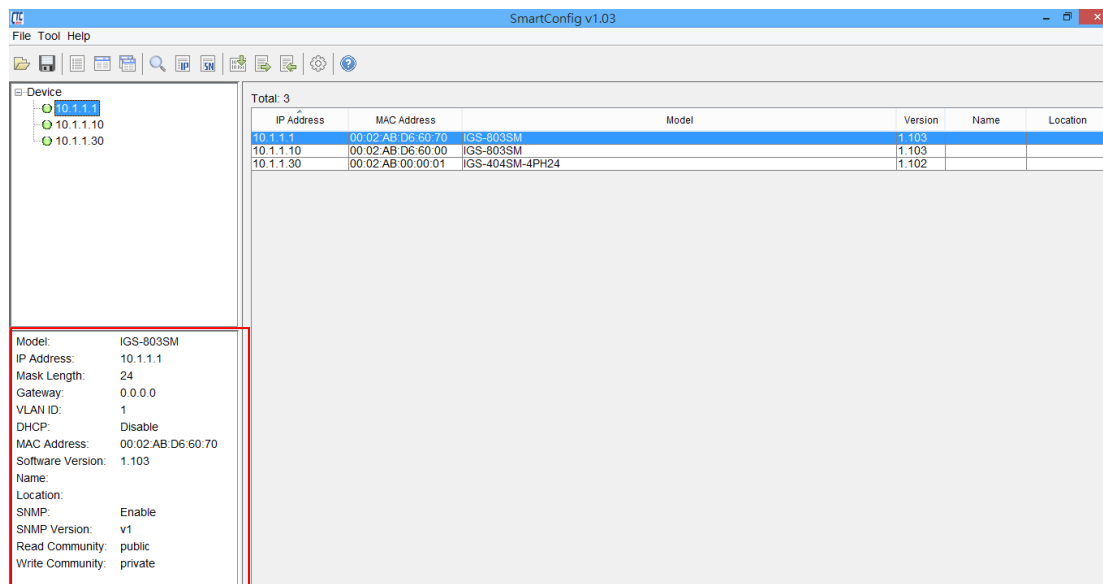 SmartConfig v1.03
File Tool Help
IP SN
Device
10.1.1.1
10.1.1.10
10.1.1.30
Total: 3
IP Address MAC Address Model Version Name Location
10.1.1.1 00:02:AB:D6:60:70 IGS-803SM 1.103
10.1.1.10 00:02:AB:D6:60:00 IGS-803SM 1.103
10.1.1.30 00:02:AB:00:00:01 IGS-404SM-4PH24 1.102
Model: IGS-803SM
IP Address: 10.1.1.1
Mask Length: 24
Gateway: 0.0.0.0
VLAN ID: 1
DHCP: Disable
MAC Address: 00:02:AB:D6:60:70
Software Version: 1.103
Name:
Location:
SNMP: Enable
SNMP Version: v1
Read Community: public
Write Community: private